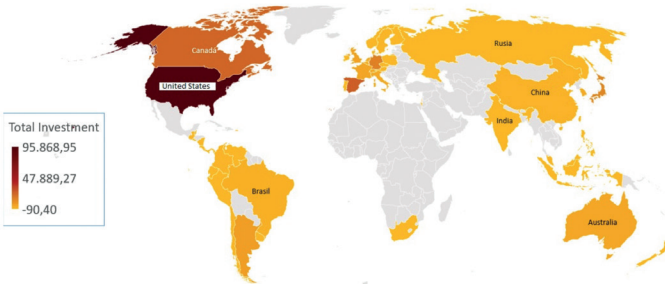 Canada
United States
Rusia
China
India
Total Investment
95.868,95
47.889,27
-90,40
Brasil
Australia